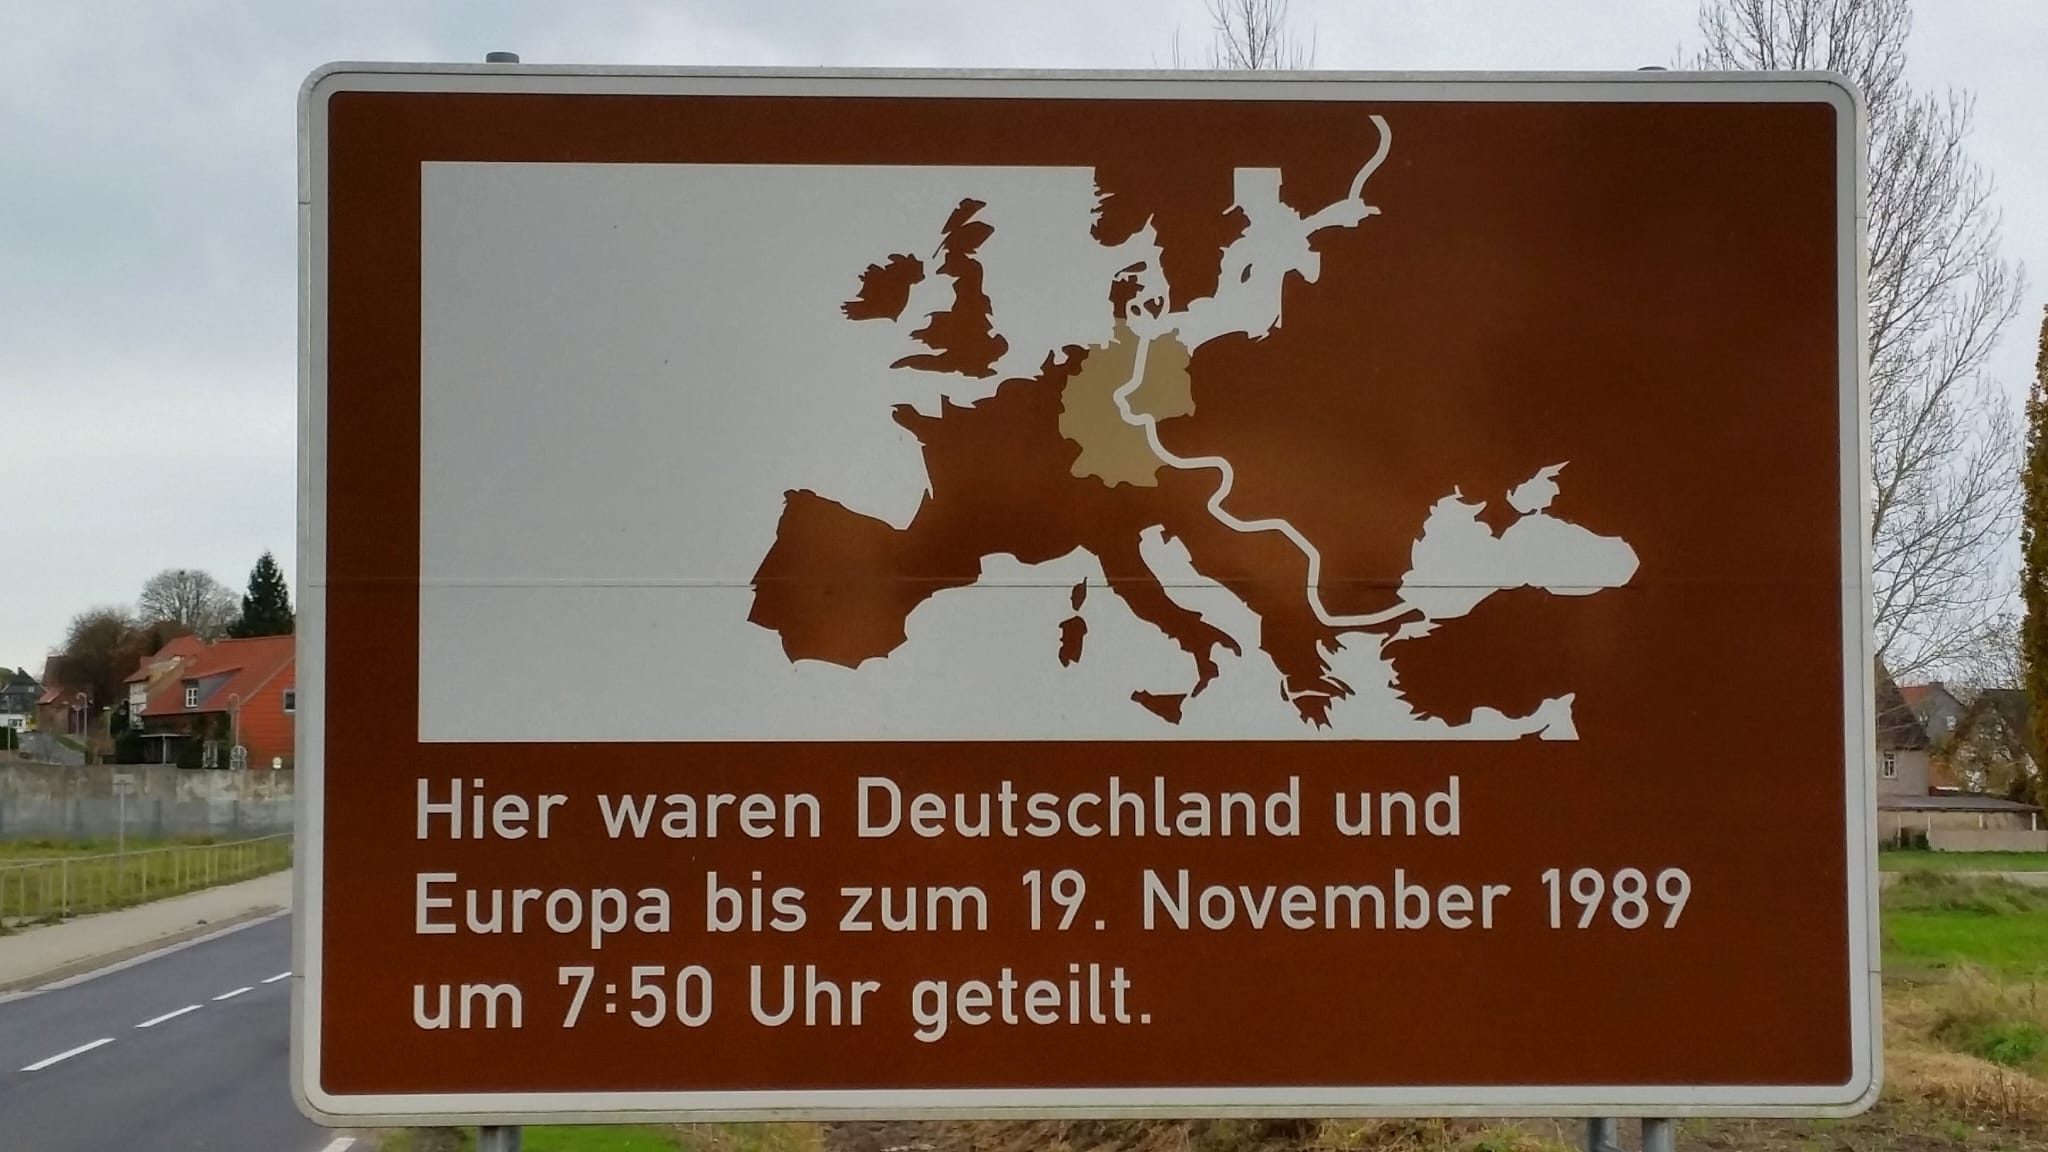 Hier waren Deutschland und
Europa bis zum 19. November 1989
um 7:50 Uhr geteilt.